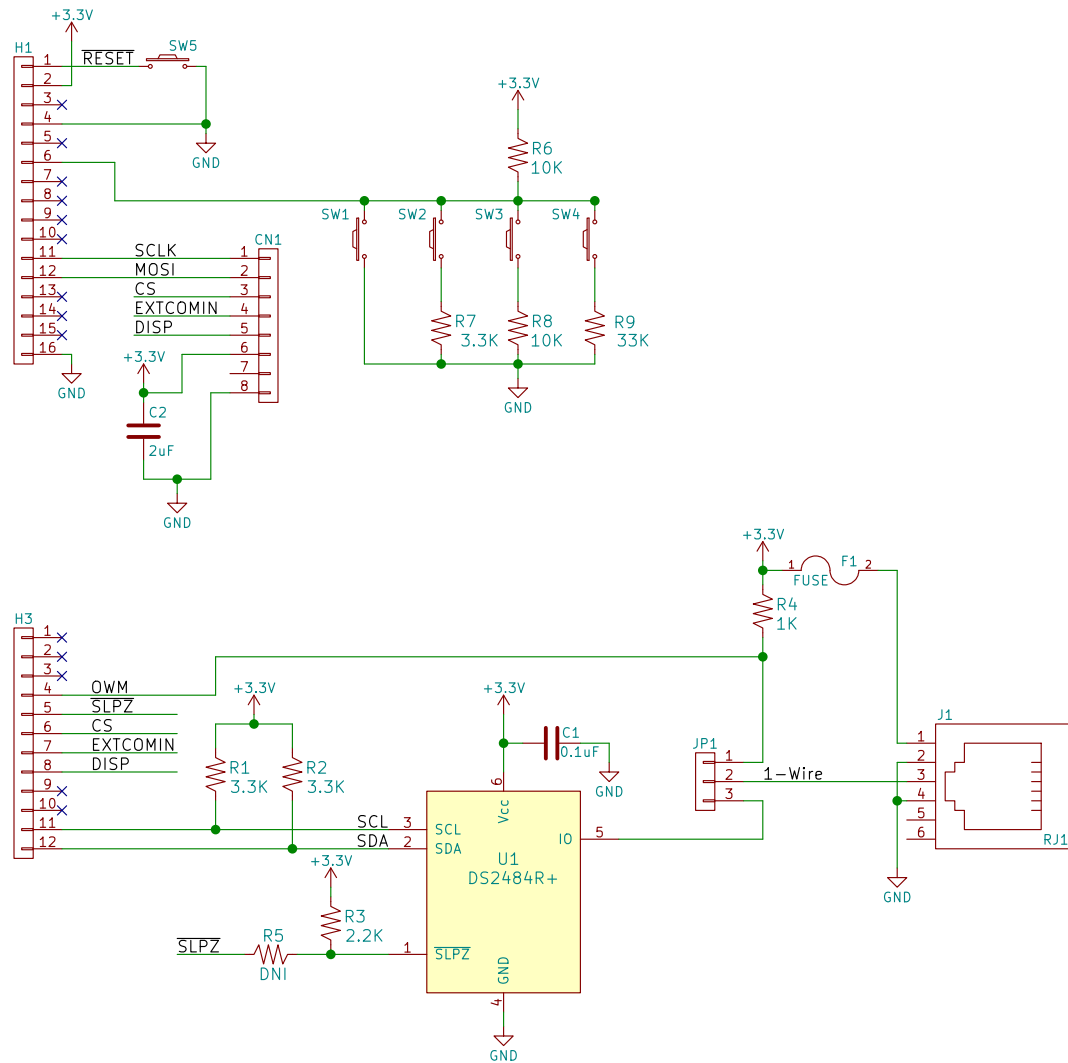 +3.3V
H1
RESET
SW5
1
2
3
4
5
6
7
8
9
10
11
12
13
14
15
16
GND
GND
+3.3V
R6
10K
SW1
SW2
SW3
SW4
R7
3.3K
R8
10K
R9
33K
GND
CN1
SCLK
MOSI
CS
EXTCOMIN
DISP
1
2
3
4
5
6
7
8
+3.3V
C2
2uF
GND
+3.3V
1
F1
2
FUSE
R4
1K
H3
1
2
3
4
5
6
7
8
9
10
11
12
OWM
SLPZ
CS
EXTCOMIN
DISP
+3.3V
R1
3.3K
R2
3.3K
SCL
SDA
+3.3V
C1
0.1uF
GND
6
Vcc
3
SCL
2
SDA
IO
5
U1
DS2484R+
1
SLPZ
GND
4
GND
+3.3V
R3
2.2K
SLPZ
R5
DNI
JP1
1
2
3
1-Wire
J1
1
2
3
4
5
6
RJ1
GND